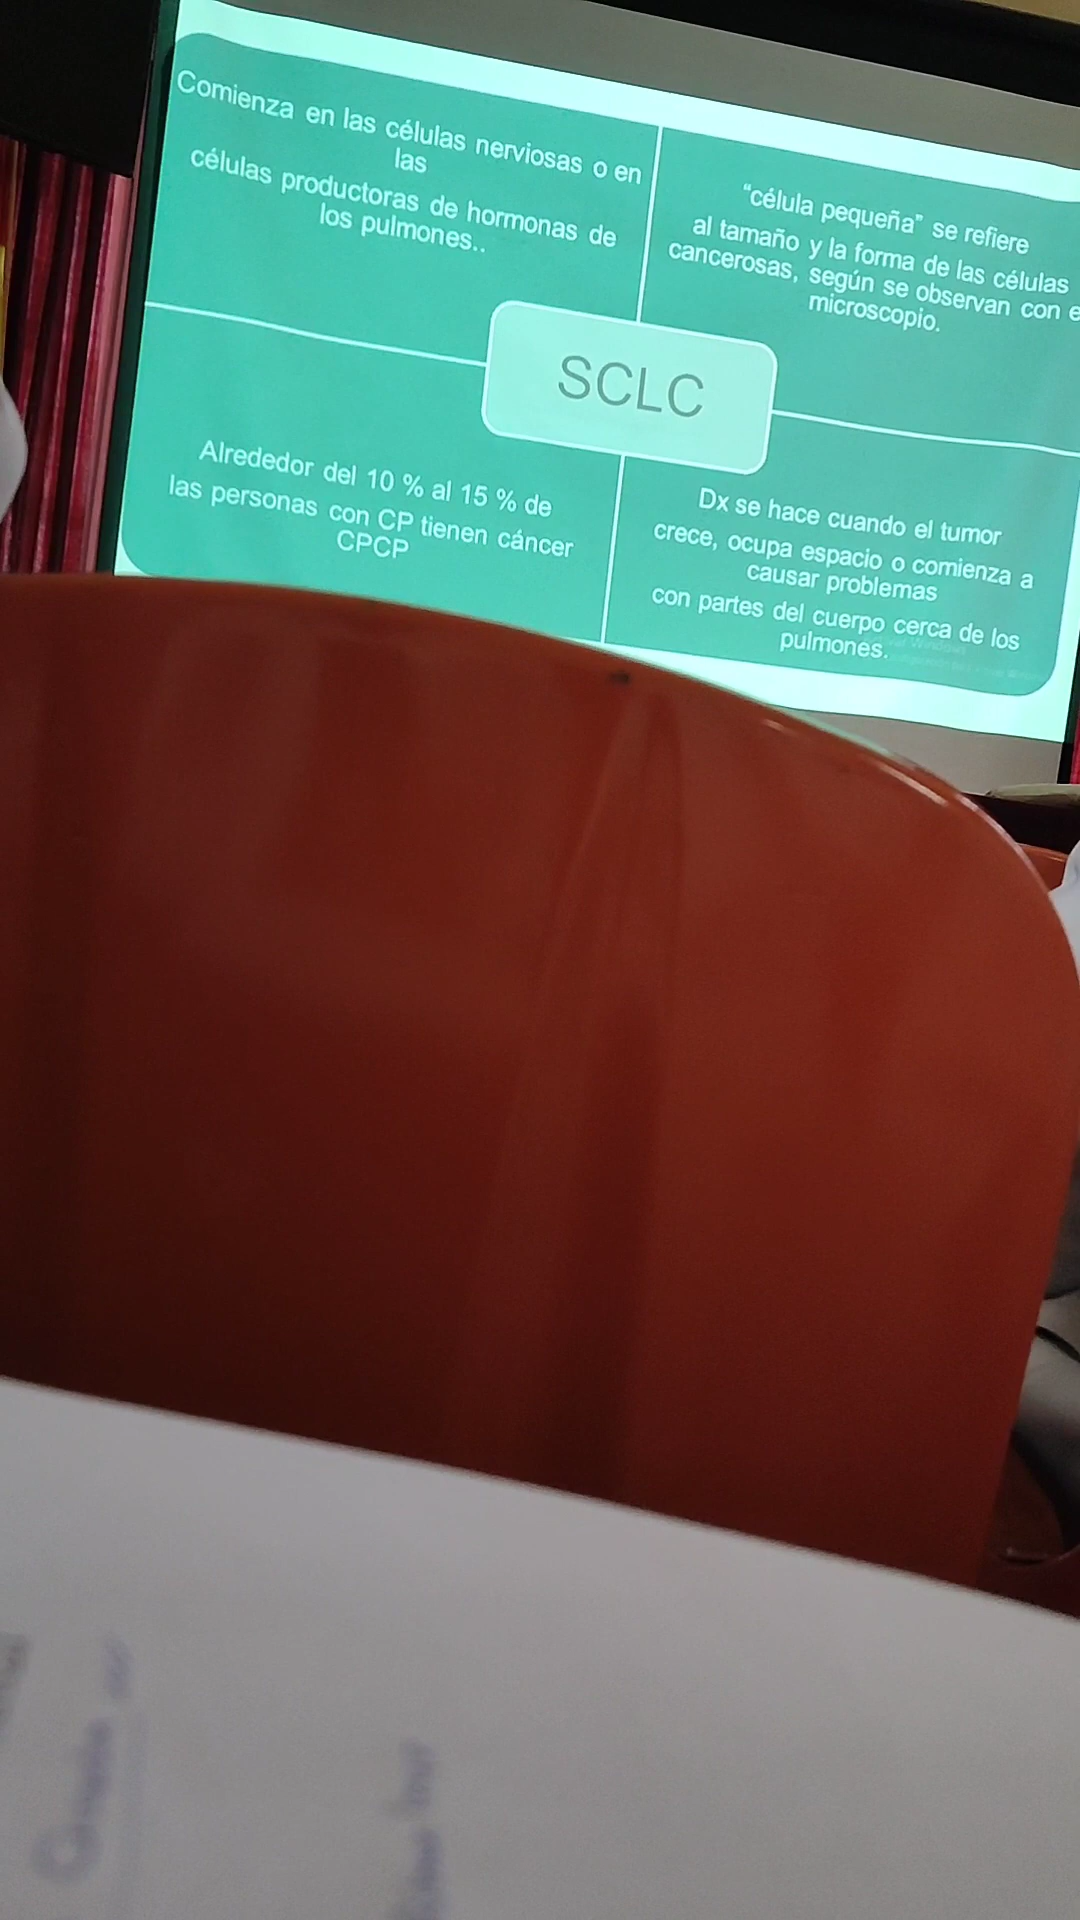 Comienza en las células nerviosas o en
las
células productoras de hormonas de
los pulmones..
“célula pequeña” se refiere
al tamaño y la forma de las células
cancerosas, según se observan con e
microscopio.
SCLC
Alrededor del 10 % al 15 % de
las personas con CP tienen cáncer
CPCP
Dx se hace cuando el tumor
crece, ocupa espacio o comienza a
causar problemas
con partes del cuerpo cerca de los
pulmones.